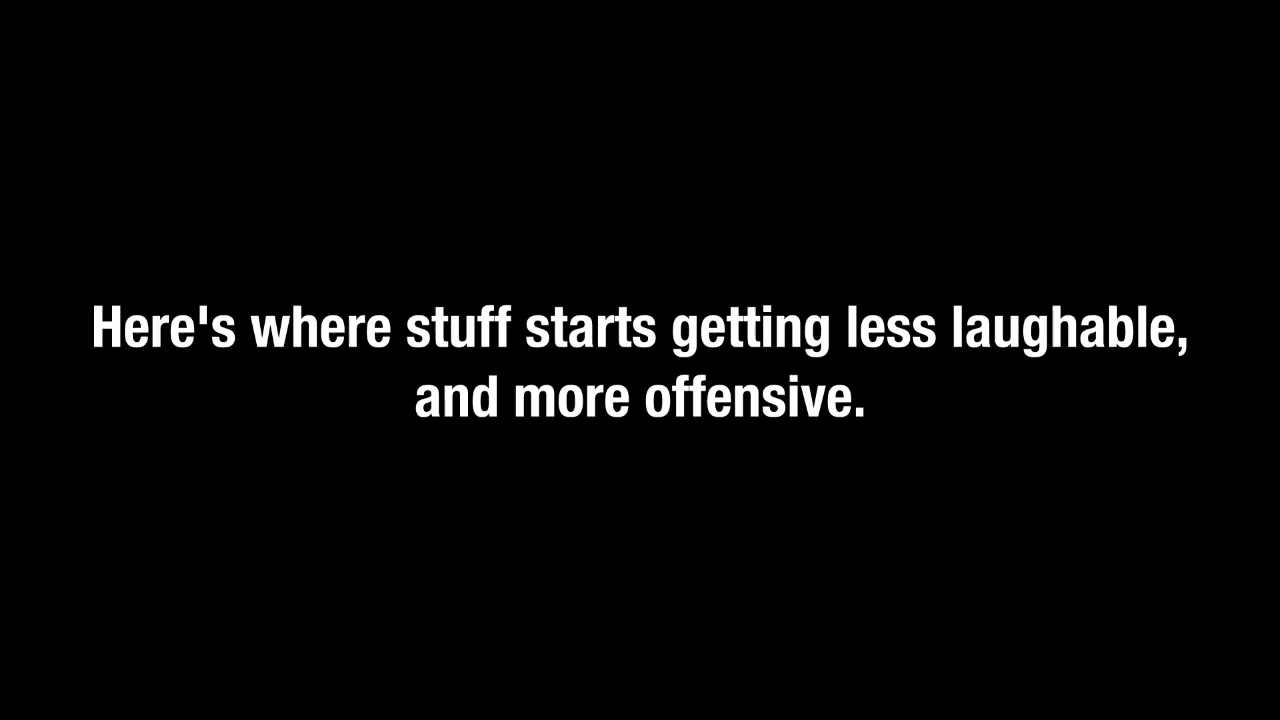 Here's where stuff starts getting less laughable,
and more offensive.